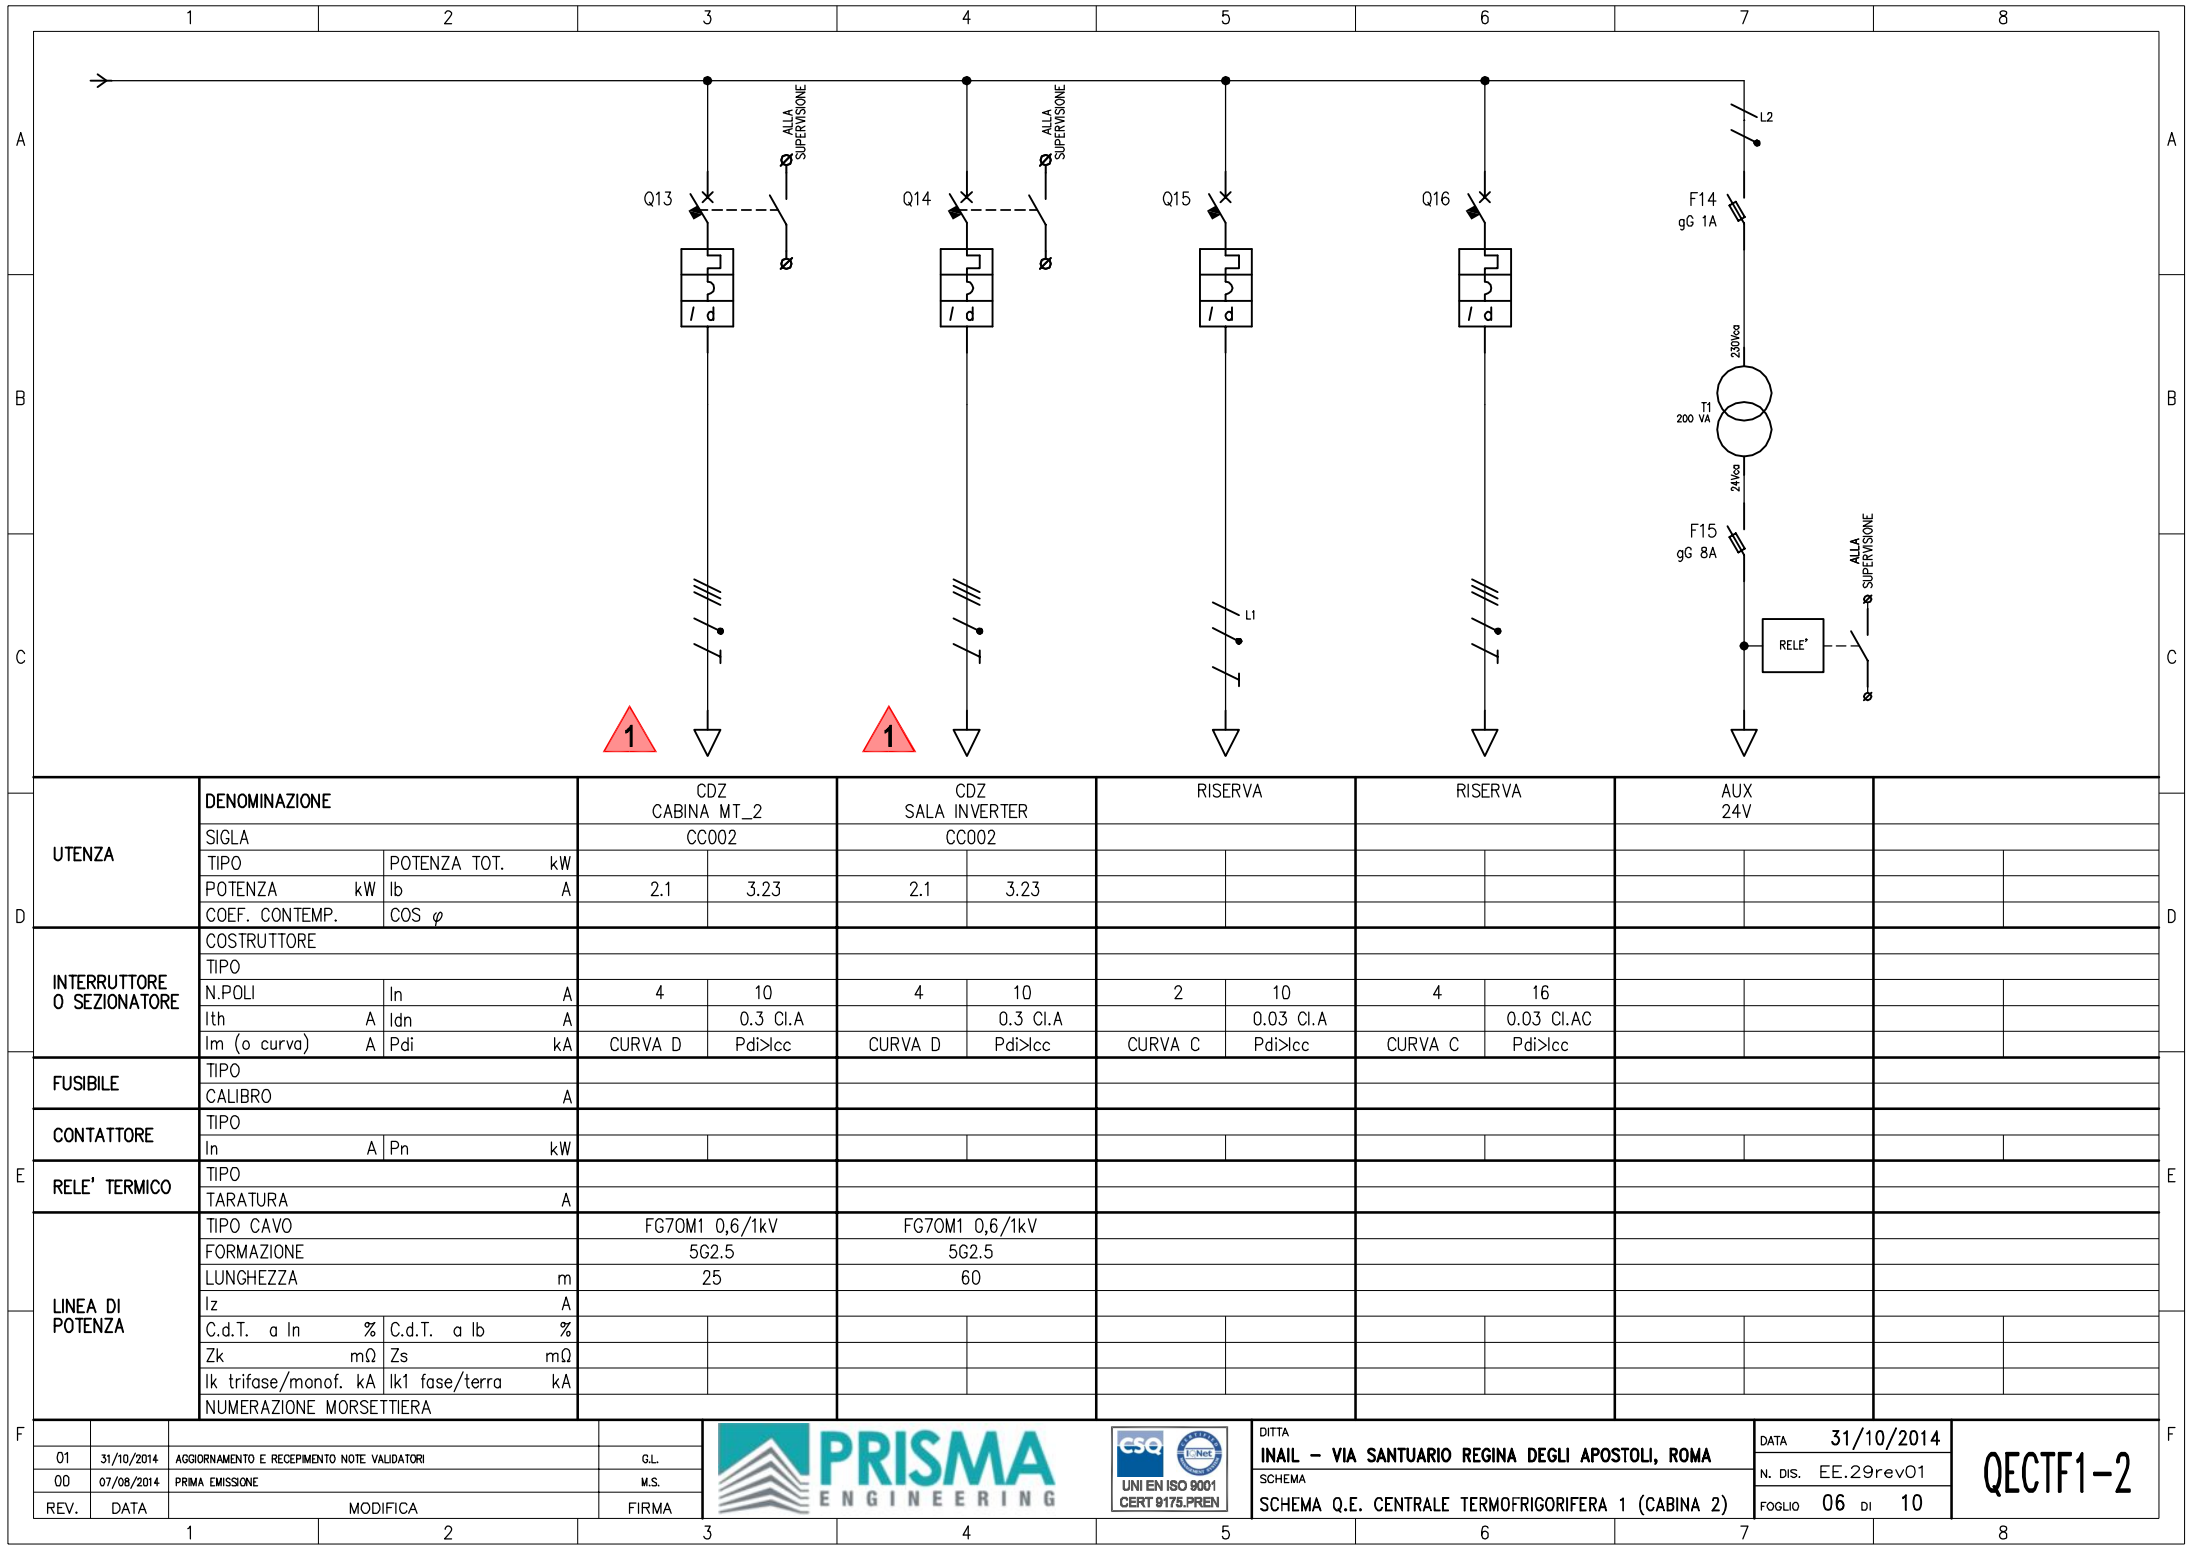 1 2 3 4 5 6 7 8
A A
B B
C C
D D
E E
F F
ALLA SUPERVISIONE
ALLA SUPERVISIONE
L2
Q13
Q14
Q15
Q16
F14
gG 1A
I d
I d
I d
I d
230Vca
T1
200 VA
24Vca
F15
gG 8A
ALLA SUPERVISIONE
L1
RELE'
1
1
UTENZA
DENOMINAZIONE
CDZ
CABINA MT_2
CDZ
SALA INVERTER
RISERVA
RISERVA
AUX
24V
SIGLA CC002 CC002
TIPO POTENZA TOT. kW
POTENZA kW Ib A 2.1 3.23 2.1 3.23
COEF. CONTEMP. COS φ
INTERRUTTORE
O SEZIONATORE
COSTRUTTORE
TIPO
N.POLI In A 4 10 4 10 2 10 4 16
Ith A Idn A 0.3 Cl.A 0.3 Cl.A 0.03 Cl.A 0.03 Cl.AC
Im (o curva) A Pdi kA CURVA D Pdi>Icc CURVA D Pdi>Icc CURVA C Pdi>Icc CURVA C Pdi>Icc
FUSIBILE
TIPO
CALIBRO A
CONTATTORE
TIPO
In A Pn kW
RELE' TERMICO
TIPO
TARATURA A
LINEA DI
POTENZA
TIPO CAVO FG7OM1 0,6/1kV FG7OM1 0,6/1kV
FORMAZIONE 5G2.5 5G2.5
LUNGHEZZA m 25 60
Iz A
C.d.T. a In % C.d.T. a Ib %
Zk mΩ Zs mΩ
Ik trifase/monof. kA Ik1 fase/terra kA
NUMERAZIONE MORSETTIERA
01 31/10/2014 AGGIORNAMENTO E RECEPIMENTO NOTE VALIDATORI G.L.
00 07/08/2014 PRIMA EMISSIONE M.S.
REV. DATA MODIFICA FIRMA
PRISMA
ENGINEERING
CSQ
IQNet
UNI EN ISO 9001
CERT 9175.PREN
DITTA
INAIL - VIA SANTUARIO REGINA DEGLI APOSTOLI, ROMA
SCHEMA
SCHEMA Q.E. CENTRALE TERMOFRIGORIFERA 1 (CABINA 2)
DATA 31/10/2014
N. DIS. EE.29rev01
FOGLIO 06 DI 10
QECTF1-2
1 2 3 4 5 6 7 8